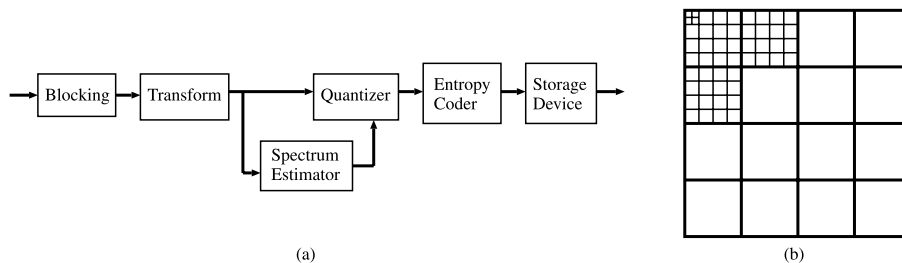 Blocking
Transform
Quantizer
Entropy
Coder
Storage
Device
Spectrum
Estimator
(a)
(b)